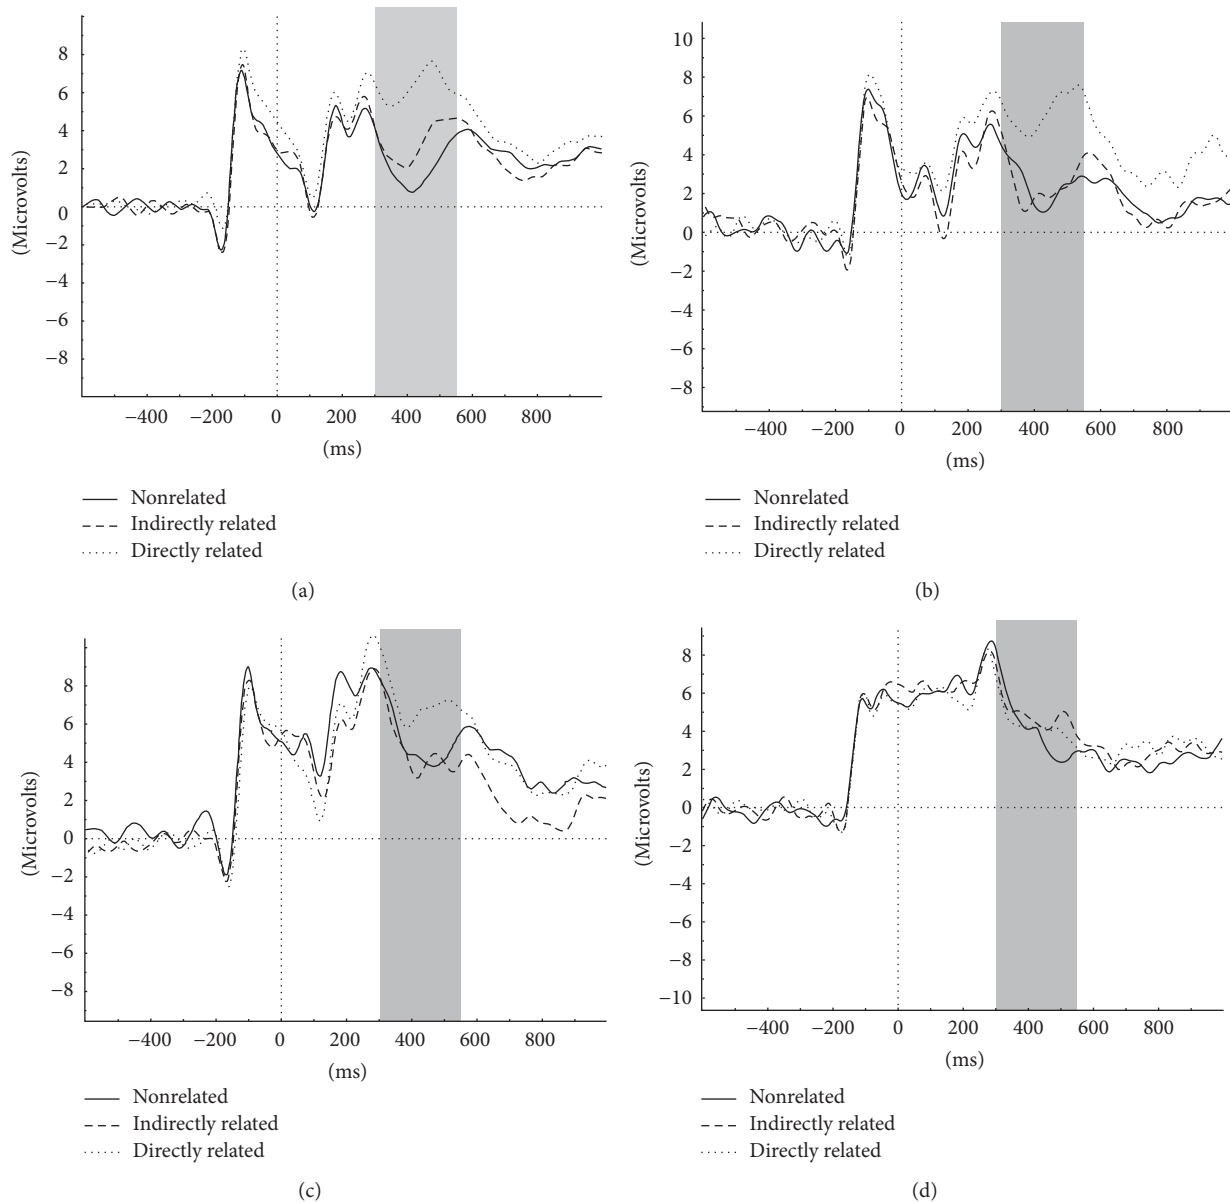 8
6
4
2
0
−2
−4
−6
−8
(Microvolts)
−400 −200 0 200 400 600 800
(ms)
Nonrelated
Indirectly related
Directly related
(a)
10
8
6
4
2
0
−2
−4
−6
−8
(Microvolts)
−400 −200 0 200 400 600 800
(ms)
Nonrelated
Indirectly related
Directly related
(b)
8
6
4
2
0
−2
−4
−6
−8
(Microvolts)
−400 −200 0 200 400 600 800
(ms)
Nonrelated
Indirectly related
Directly related
(c)
8
6
4
2
0
−2
−4
−6
−8
−10
(Microvolts)
−400 −200 0 200 400 600 800
(ms)
Nonrelated
Indirectly related
Directly related
(d)